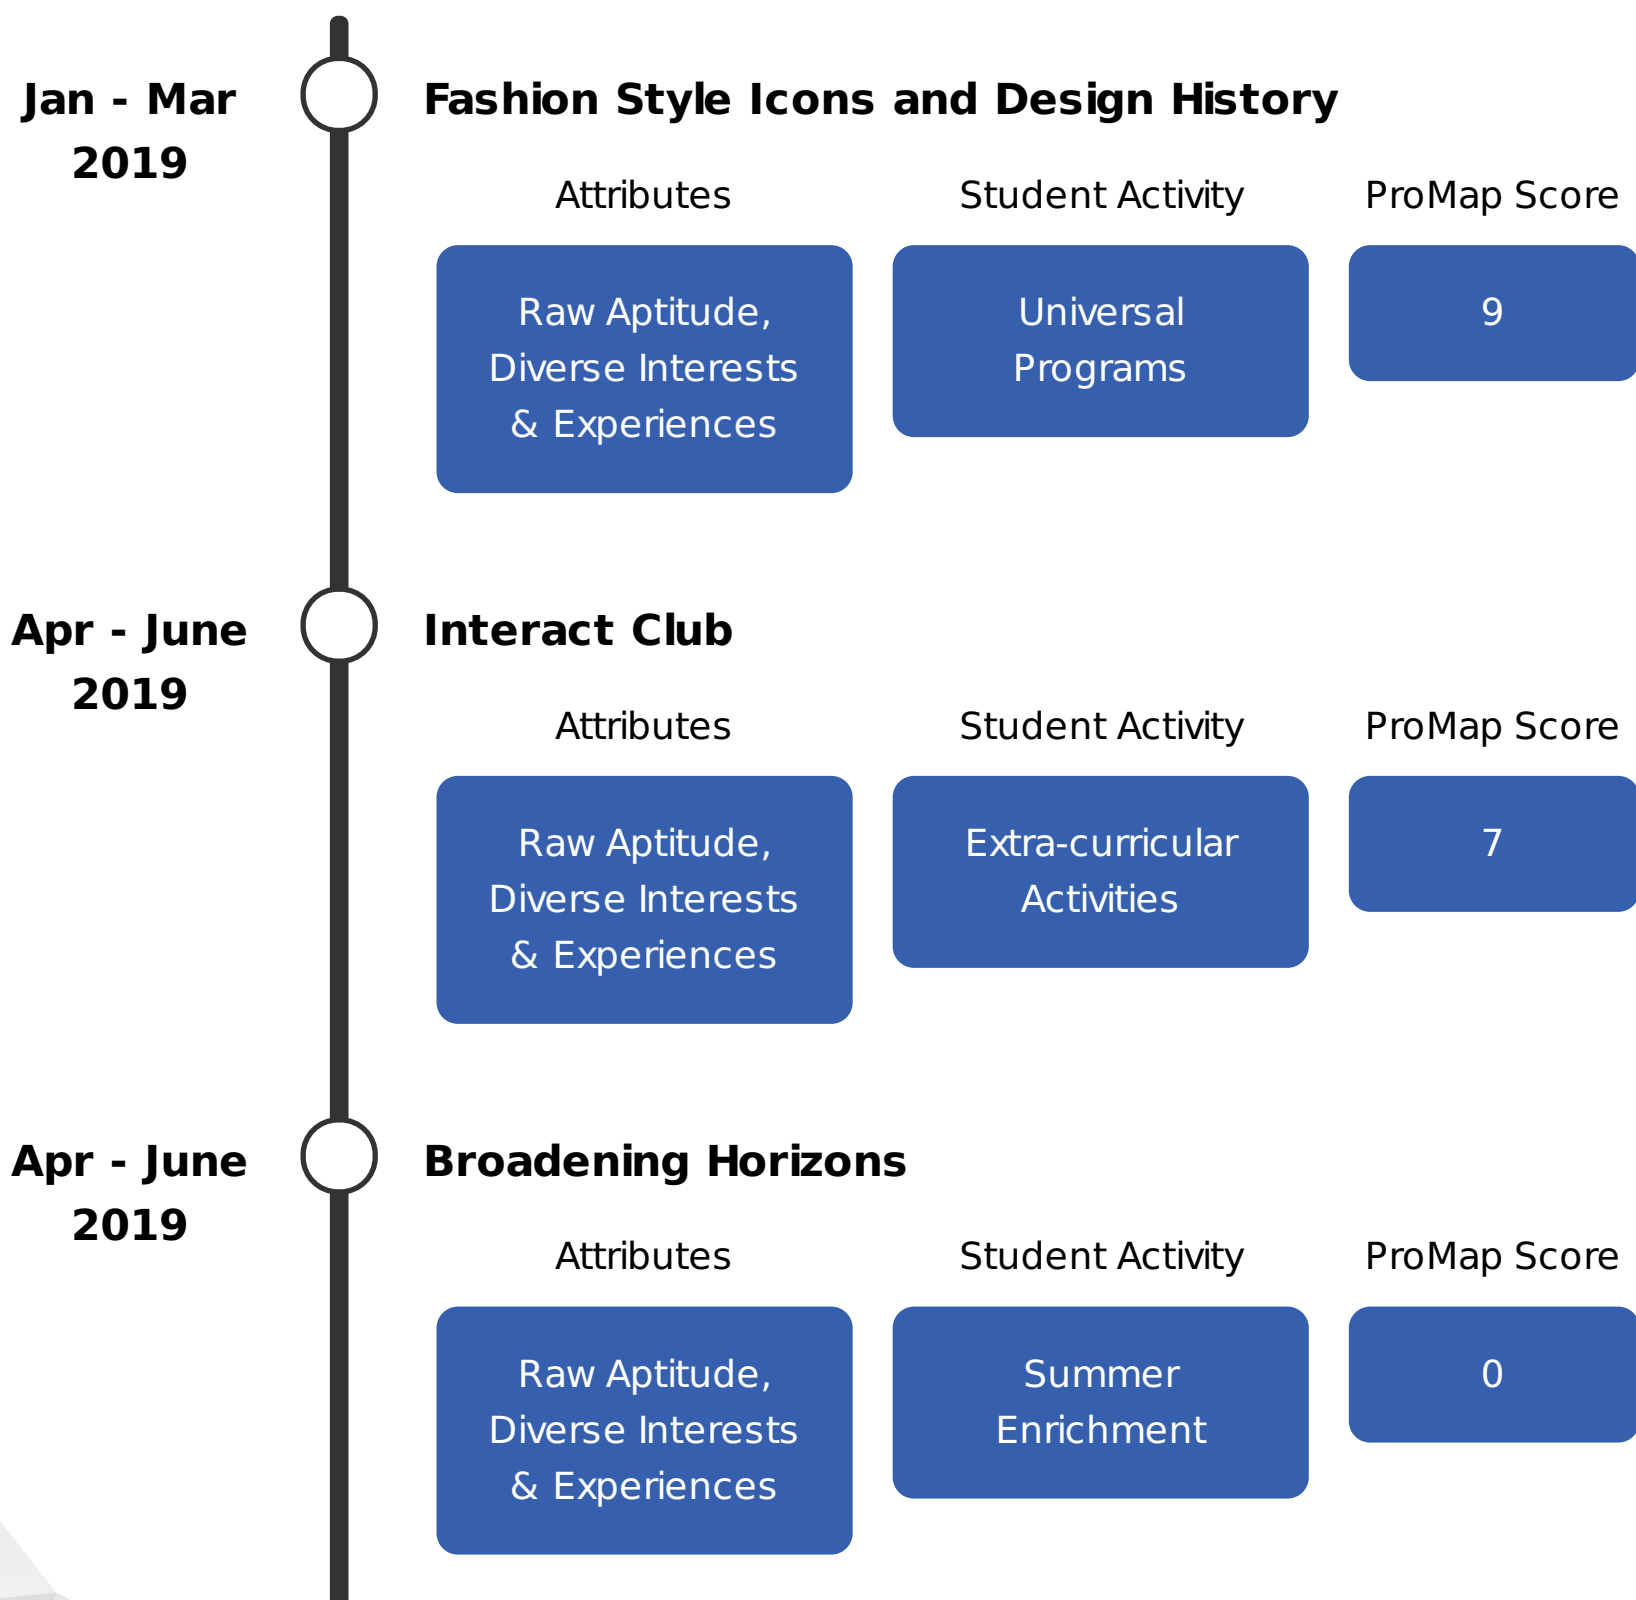 Jan - Mar
2019
Fashion Style Icons and Design History
Attributes
Student Activity
ProMap Score
Raw Aptitude,
Diverse Interests
& Experiences
Universal
Programs
9
Apr - June
2019
Interact Club
Attributes
Student Activity
ProMap Score
Raw Aptitude,
Diverse Interests
& Experiences
Extra-curricular
Activities
7
Apr - June
2019
Broadening Horizons
Attributes
Student Activity
ProMap Score
Raw Aptitude,
Diverse Interests
& Experiences
Summer
Enrichment
0